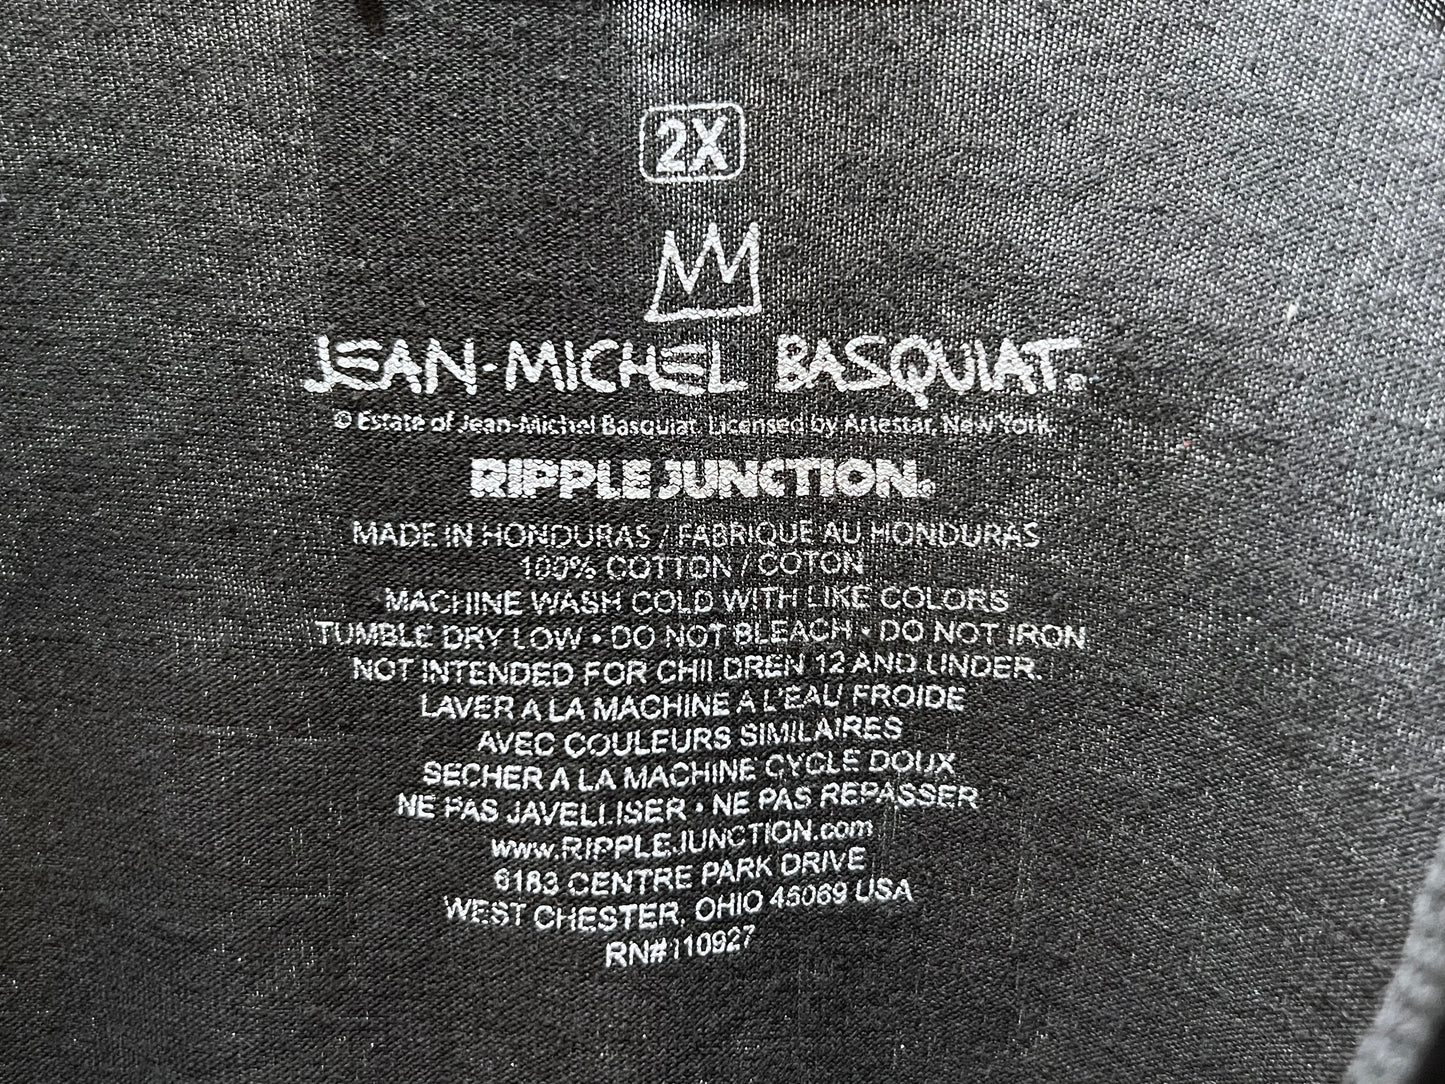 2X
JEAN-MICHEL BASQUIAT®
© Estate of Jean-Michel Basquiat. Licensed by Artestar, New York.
RIPPLE JUNCTION®
MADE IN HONDURAS / FABRIQUE AU HONDURAS
100% COTTON / COTON
MACHINE WASH COLD WITH LIKE COLORS
TUMBLE DRY LOW • DO NOT BLEACH • DO NOT IRON
NOT INTENDED FOR CHILDREN 12 AND UNDER.
LAVER A LA MACHINE A L'EAU FROIDE
AVEC COULEURS SIMILAIRES
SECHER A LA MACHINE CYCLE DOUX
NE PAS JAVELLISER • NE PAS REPASSER
www.RIPPLEJUNCTION.com
6183 CENTRE PARK DRIVE
WEST CHESTER, OHIO 45069 USA
RN#110927